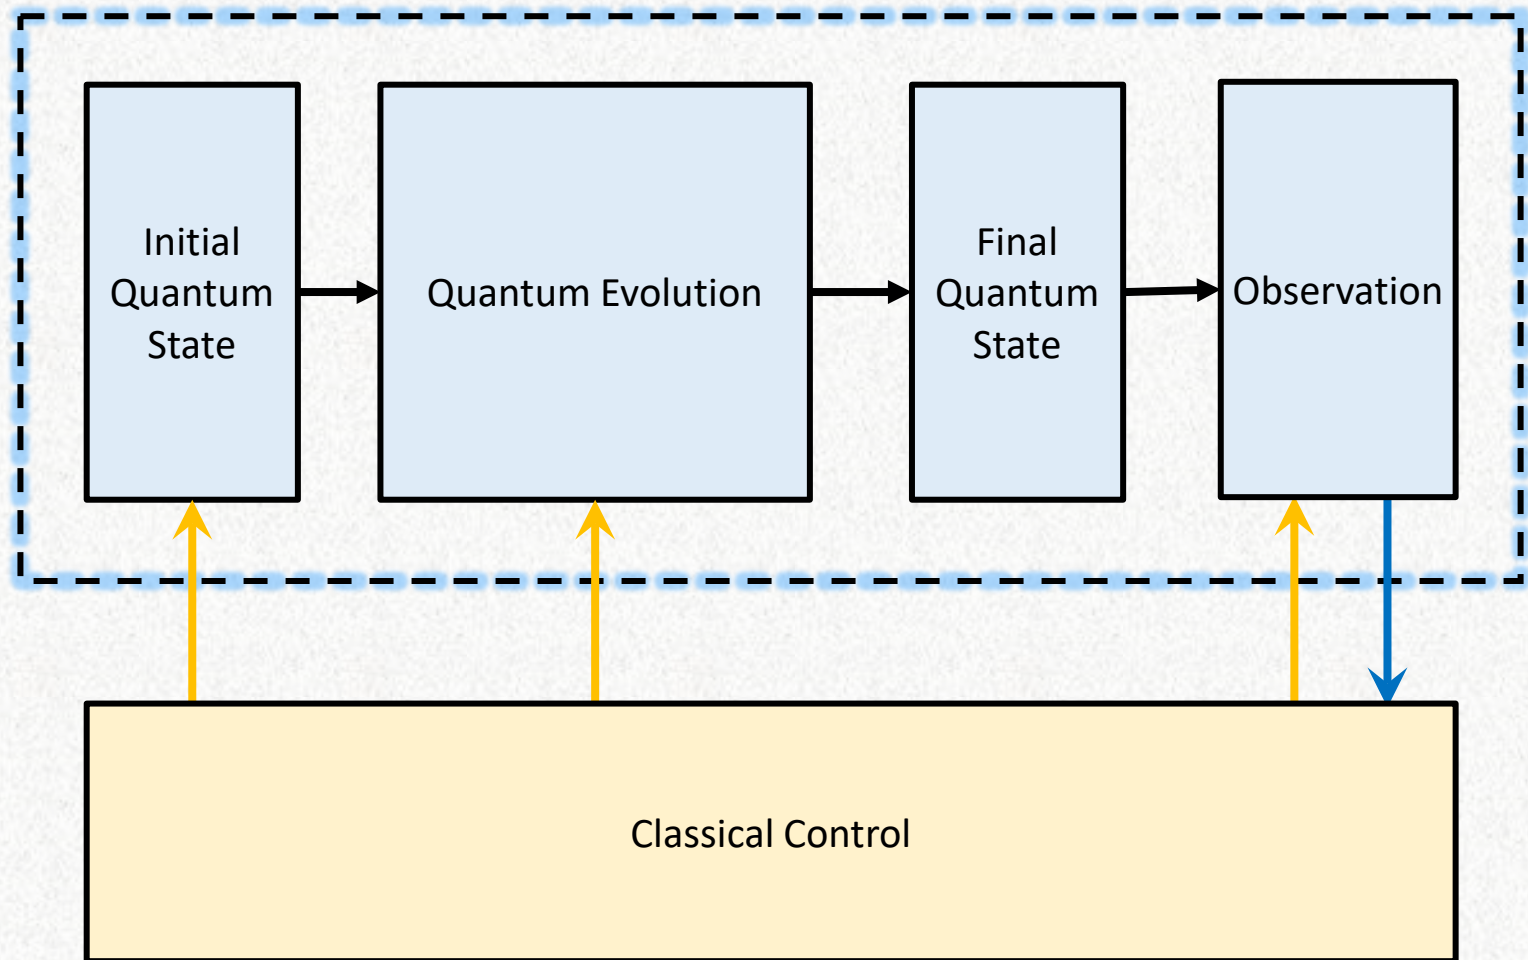 Initial
Quantum
State
Quantum Evolution
Final
Quantum
State
Observation
Classical Control